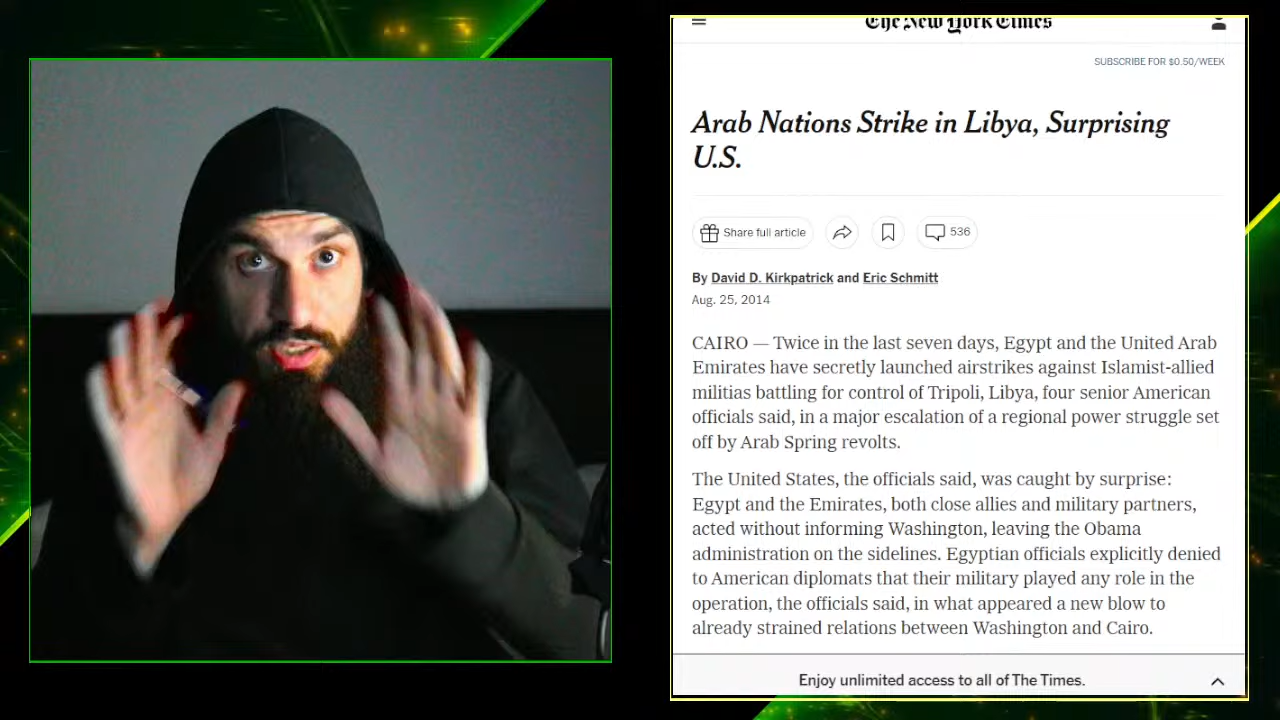 The New York Times
SUBSCRIBE FOR $0.50/WEEK
Arab Nations Strike in Libya, Surprising
U.S.
Share full article
536
By David D. Kirkpatrick and Eric Schmitt
Aug. 25, 2014
CAIRO — Twice in the last seven days, Egypt and the United Arab
Emirates have secretly launched airstrikes against Islamist-allied
militias battling for control of Tripoli, Libya, four senior American
officials said, in a major escalation of a regional power struggle set
off by Arab Spring revolts.
The United States, the officials said, was caught by surprise:
Egypt and the Emirates, both close allies and military partners,
acted without informing Washington, leaving the Obama
administration on the sidelines. Egyptian officials explicitly denied
to American diplomats that their military played any role in the
operation, the officials said, in what appeared a new blow to
already strained relations between Washington and Cairo.
Enjoy unlimited access to all of The Times.